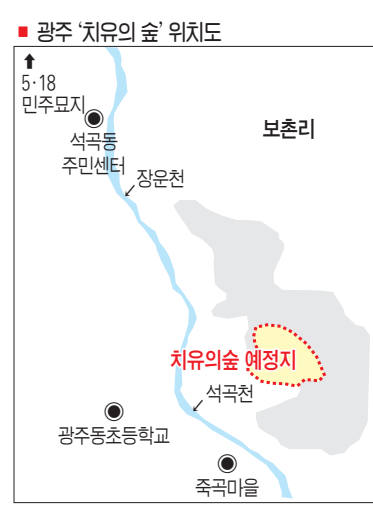 ■ 광주 ‘치유의 숲’ 위치도
5·18
민주묘지
석곡동
주민센터
보촌리
장운천
치유의숲 예정지
석곡천
광주동초등학교
죽곡마을